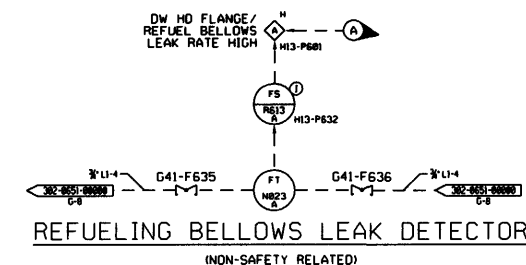 DW HD FLANGE/
REFUEL BELLOWS
LEAK RATE HIGH
H
A
A
H13-P601
FS
1
R613
A
H13-P632
¾" L1-4
G41-F635
FT
N023
A
G41-F636
¾" L1-4
302-0651-00000
G-8
302-0651-00000
G-8
REFUELING BELLOWS LEAK DETECTOR
(NON-SAFETY RELATED)